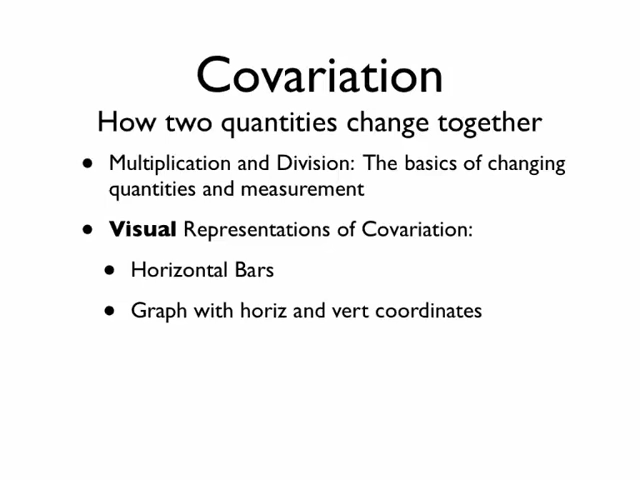 Covariation
How two quantities change together
• Multiplication and Division: The basics of changing
quantities and measurement
• Visual Representations of Covariation:
• Horizontal Bars
• Graph with horiz and vert coordinates